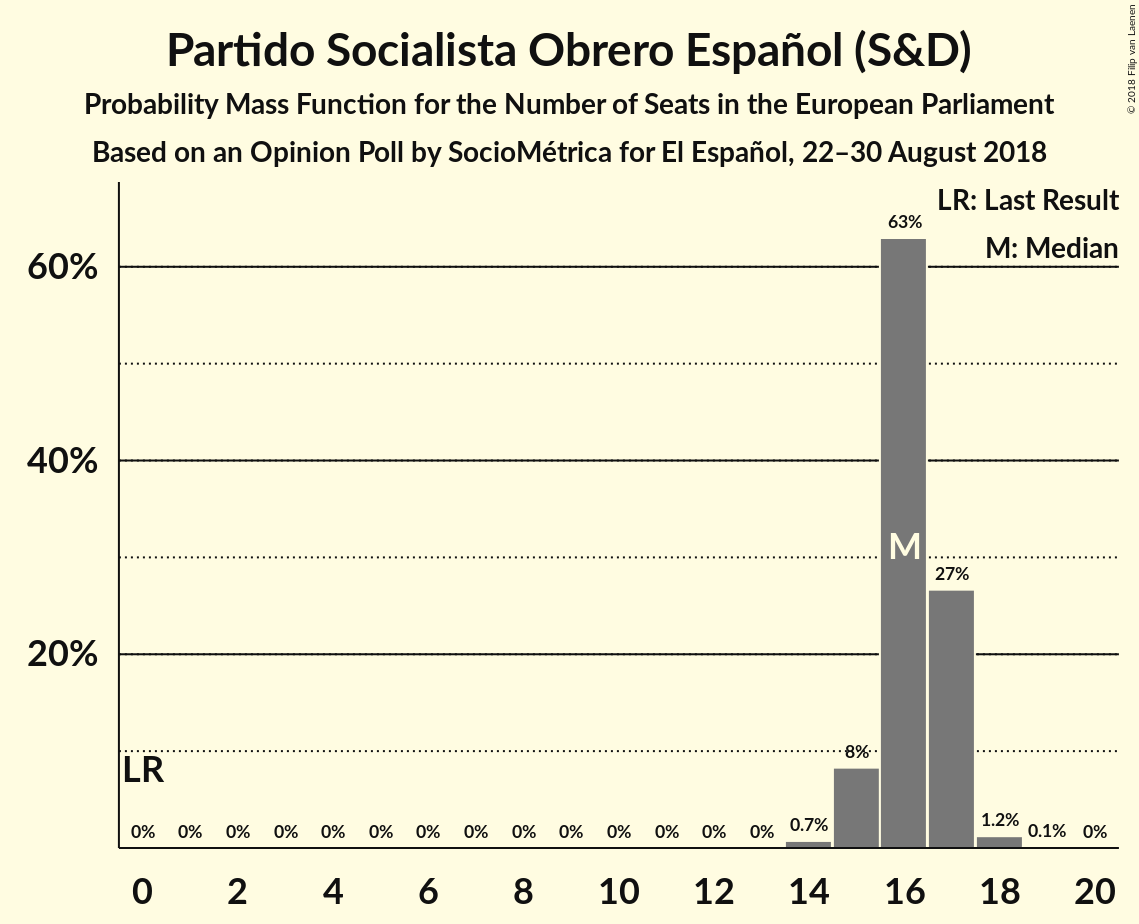 Partido Socialista Obrero Español (S&D)
Probability Mass Function for the Number of Seats in the European Parliament
Based on an Opinion Poll by SocioMétrica for El Español, 22–30 August 2018
© 2018 Filip van Laenen
LR: Last Result
M: Median
60%
40%
20%
63%
M
27%
8%
LR
0% 0% 0% 0% 0% 0% 0% 0% 0% 0% 0% 0% 0% 0% 0.7% 1.2% 0.1% 0%
0 2 4 6 8 10 12 14 16 18 20